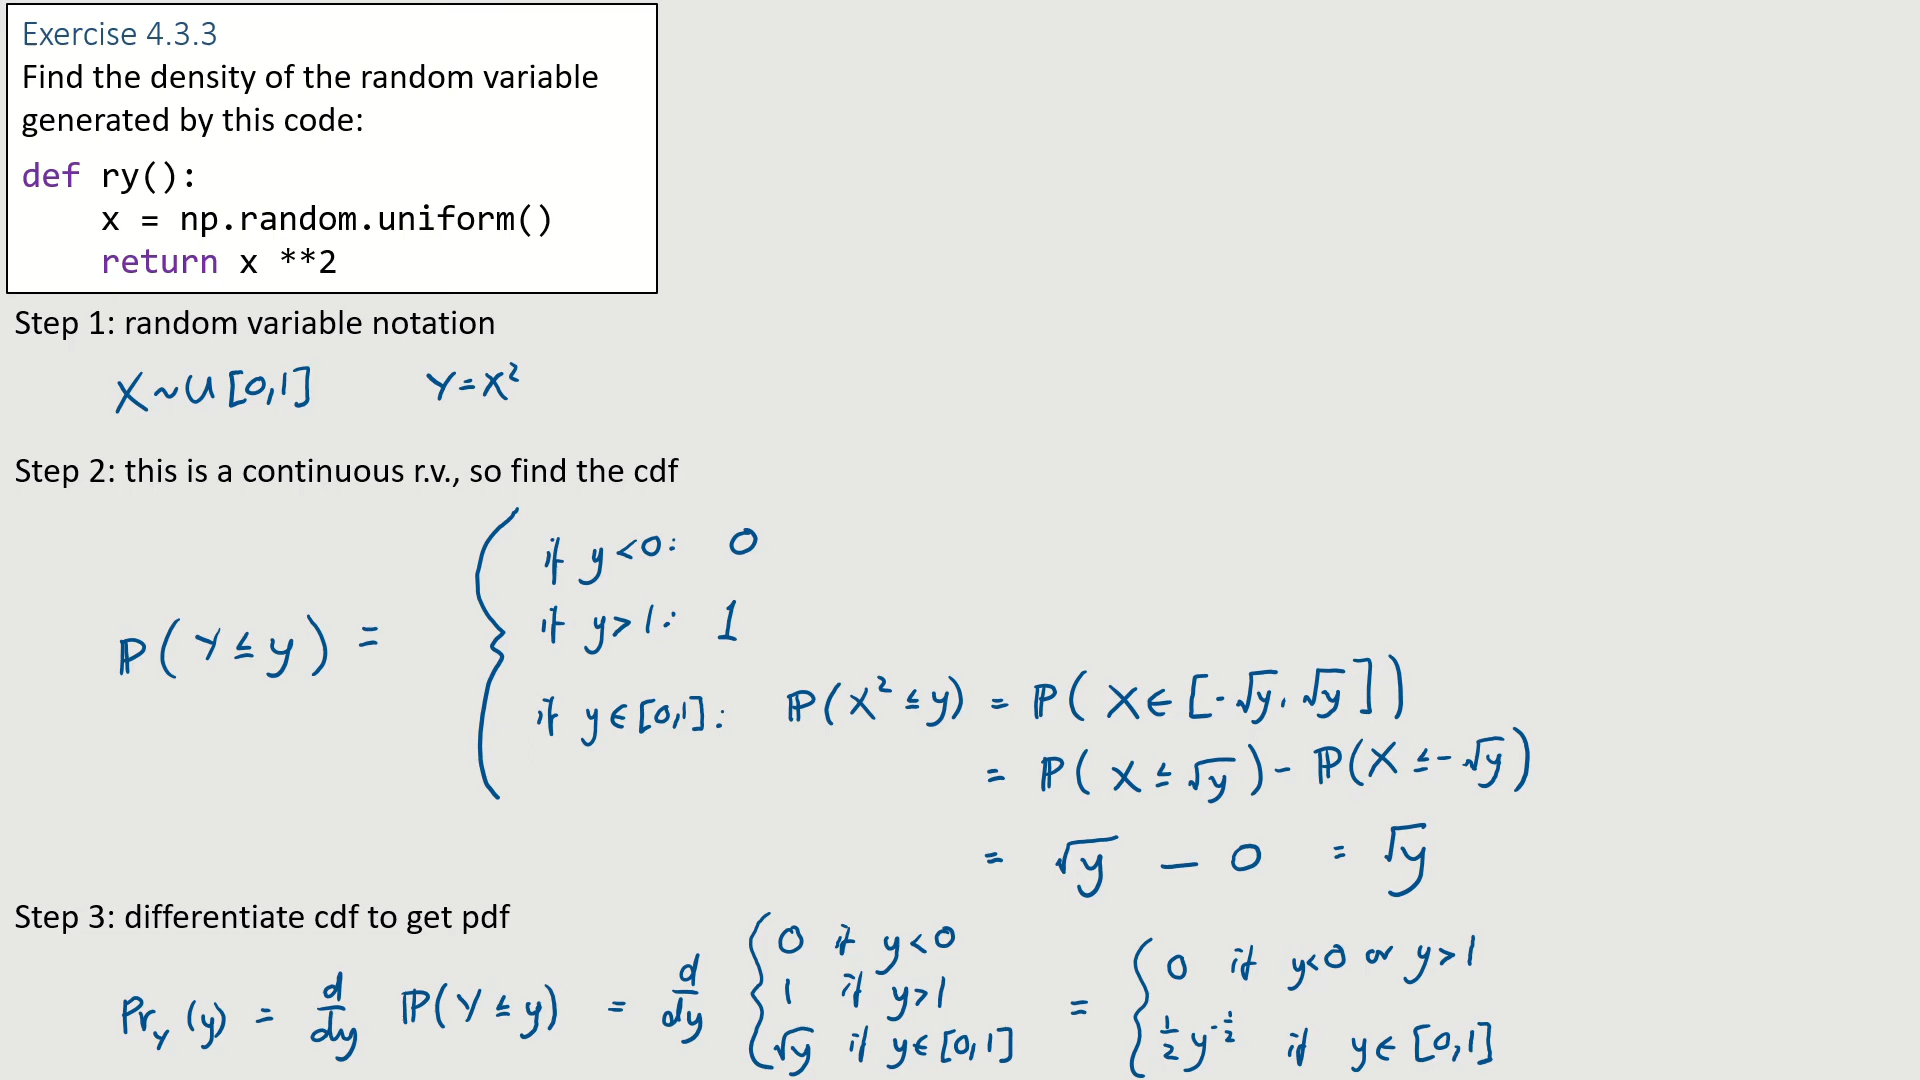 Exercise 4.3.3
Find the density of the random variable
generated by this code:
def ry():
    x = np.random.uniform()
    return x **2
Step 1: random variable notation
X ~ U [0,1]    Y = X²
Step 2: this is a continuous r.v., so find the cdf
ℙ(Y ≤ y) = {
if y < 0: 0
if y > 1: 1
if y ∈ [0,1]: ℙ(X² ≤ y) = ℙ(X ∈ [-√y, √y])
= ℙ(X ≤ √y) - ℙ(X ≤ -√y)
= √y - 0 = √y
Step 3: differentiate cdf to get pdf
Pr_Y(y) = d/dy ℙ(Y ≤ y) = d/dy { 0 if y < 0
1 if y > 1
√y if y ∈ [0,1]
= { 0 if y < 0 or y > 1
½ y^{-½} if y ∈ [0,1]